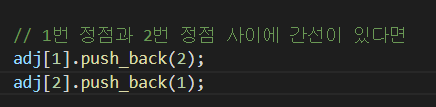 // 1번 정점과 2번 정점 사이에 간선이 있다면
adj[1].push_back(2);
adj[2].push_back(1);